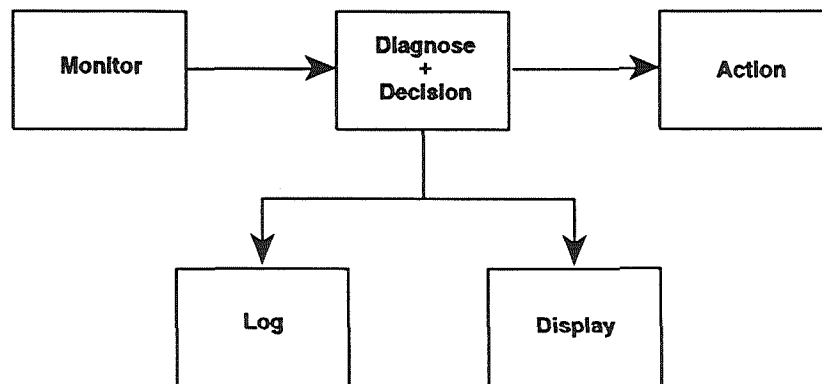 Monitor
Diagnose
+
Decision
Action
Log
Display